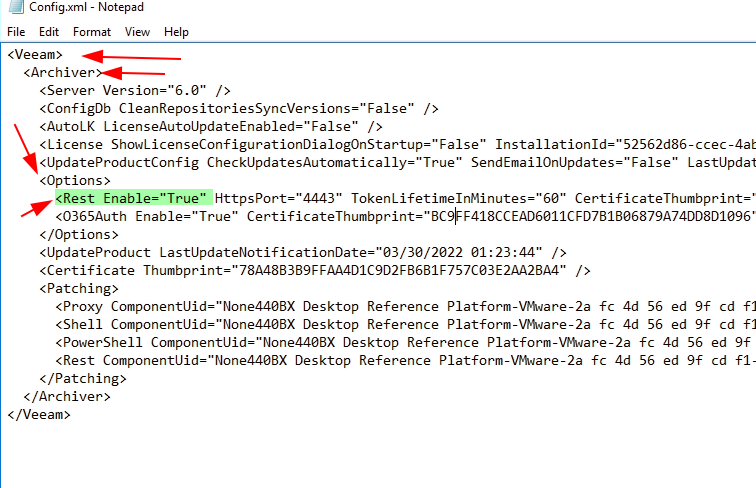 Config.xml - Notepad
File Edit Format View Help
<Veeam>
<Archiver>
<Server Version="6.0" />
<ConfigDb CleanRepositoriesSyncVersions="False" />
<AutoLK LicenseAutoUpdateEnabled="False" />
<License ShowLicenseConfigurationDialogOnStartup="False" InstallationId="52562d86-ccec-4ab
<UpdateProductConfig CheckUpdatesAutomatically="True" SendEmailOnUpdates="False" LastUpdat
<Options>
<Rest Enable="True" HttpsPort="4443" TokenLifetimeInMinutes="60" CertificateThumbprint="
<O365Auth Enable="True" CertificateThumbprint="BC9FF418CCEAD6011CFD7B1B06879A74DD8D1096"
</Options>
<UpdateProduct LastUpdateNotificationDate="03/30/2022 01:23:44" />
<Certificate Thumbprint="78A48B3B9FFAA4D1C9D2FB6B1F757C03E2AA2BA4" />
<Patching>
<Proxy ComponentUid="None440BX Desktop Reference Platform-VMware-2a fc 4d 56 ed 9f cd f1
<Shell ComponentUid="None440BX Desktop Reference Platform-VMware-2a fc 4d 56 ed 9f cd f1
<PowerShell ComponentUid="None440BX Desktop Reference Platform-VMware-2a fc 4d 56 ed 9f
<Rest ComponentUid="None440BX Desktop Reference Platform-VMware-2a fc 4d 56 ed 9f cd f1-
</Patching>
</Archiver>
</Veeam>